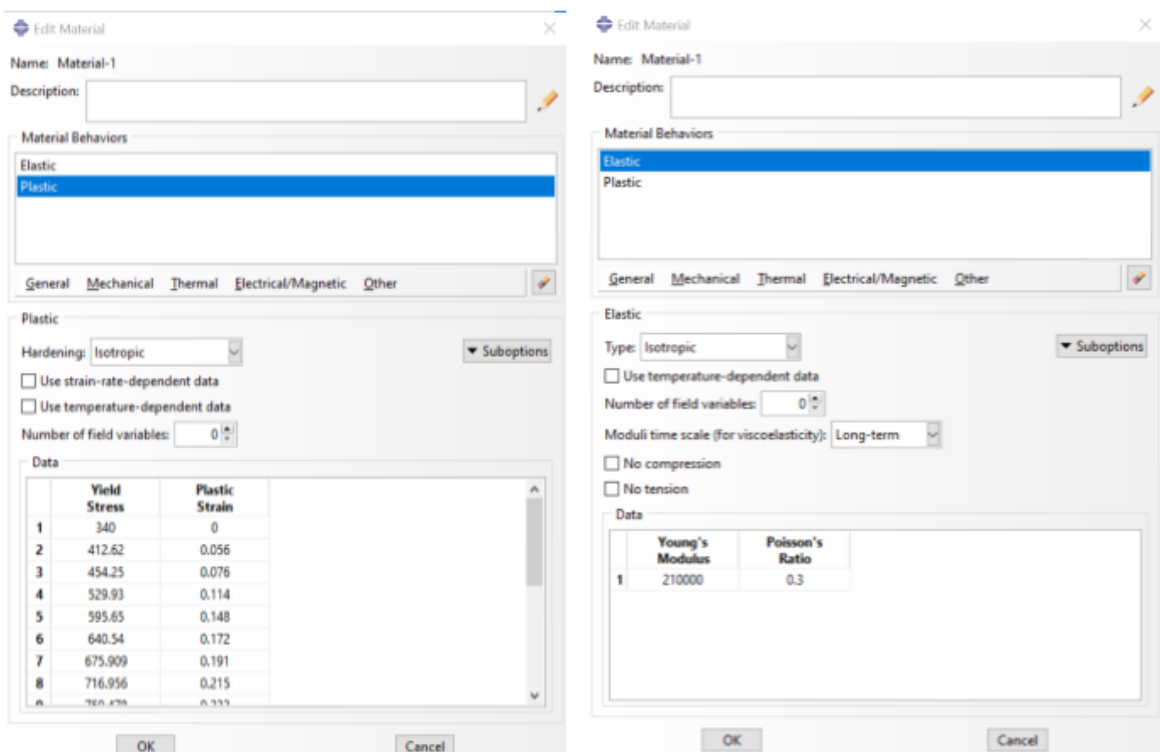 Edit Material
Name: Material-1
Description:
Material Behaviors
Elastic
Plastic
General Mechanical Thermal Electrical/Magnetic Other
Plastic
Hardening: Isotropic
Suboptions
Use strain-rate-dependent data
Use temperature-dependent data
Number of field variables: 0
Data
Yield Stress Plastic Strain
1 340 0
2 412.62 0.056
3 454.25 0.076
4 529.93 0.114
5 595.65 0.148
6 640.54 0.172
7 675.909 0.191
8 716.956 0.215
OK Cancel
Edit Material
Name: Material-1
Description:
Material Behaviors
Elastic
Plastic
General Mechanical Thermal Electrical/Magnetic Other
Elastic
Type: Isotropic
Suboptions
Use temperature-dependent data
Number of field variables: 0
Moduli time scale (for viscoelasticity): Long-term
No compression
No tension
Data
Young's Modulus Poisson's Ratio
1 210000 0.3
OK Cancel